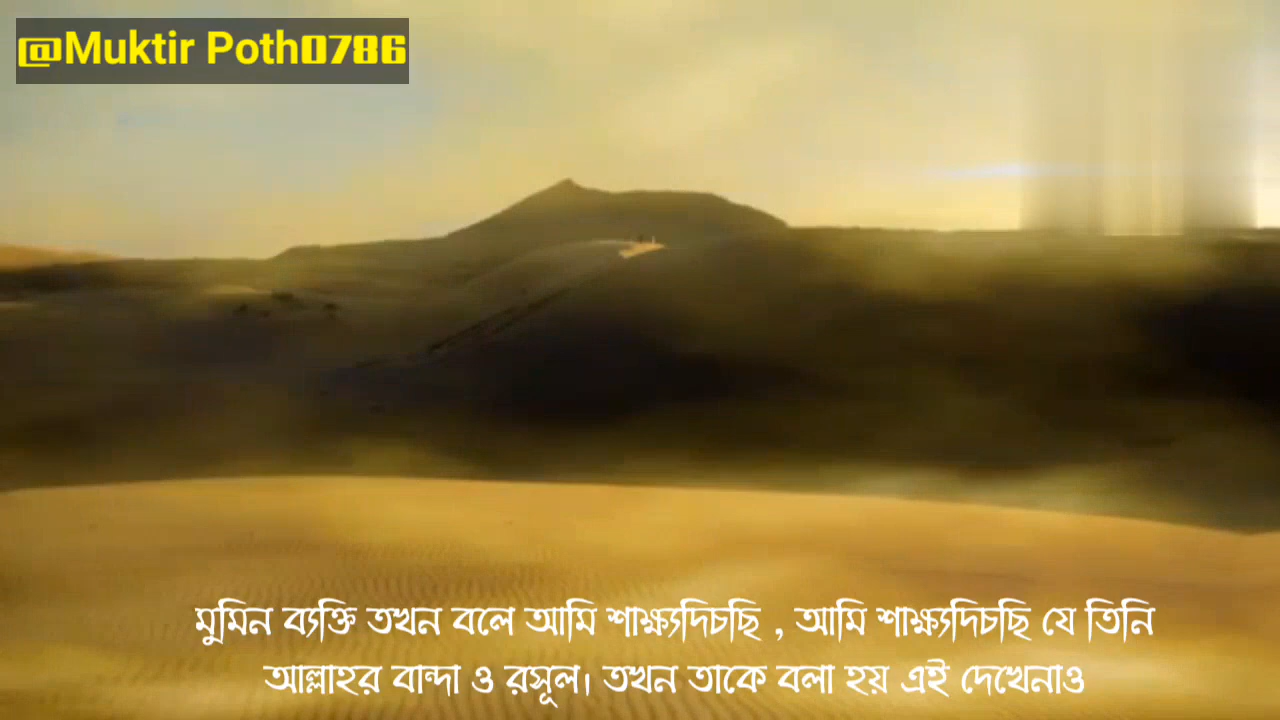 @Muktir Poth0786
মুমিন ব্যক্তি তখন বলে আমি শাক্ষ্যদিচছি , আমি শাক্ষ্যদিচছি যে তিনি
আল্লাহর বান্দা ও রসূল। তখন তাকে বলা হয় এই দেখেনাও